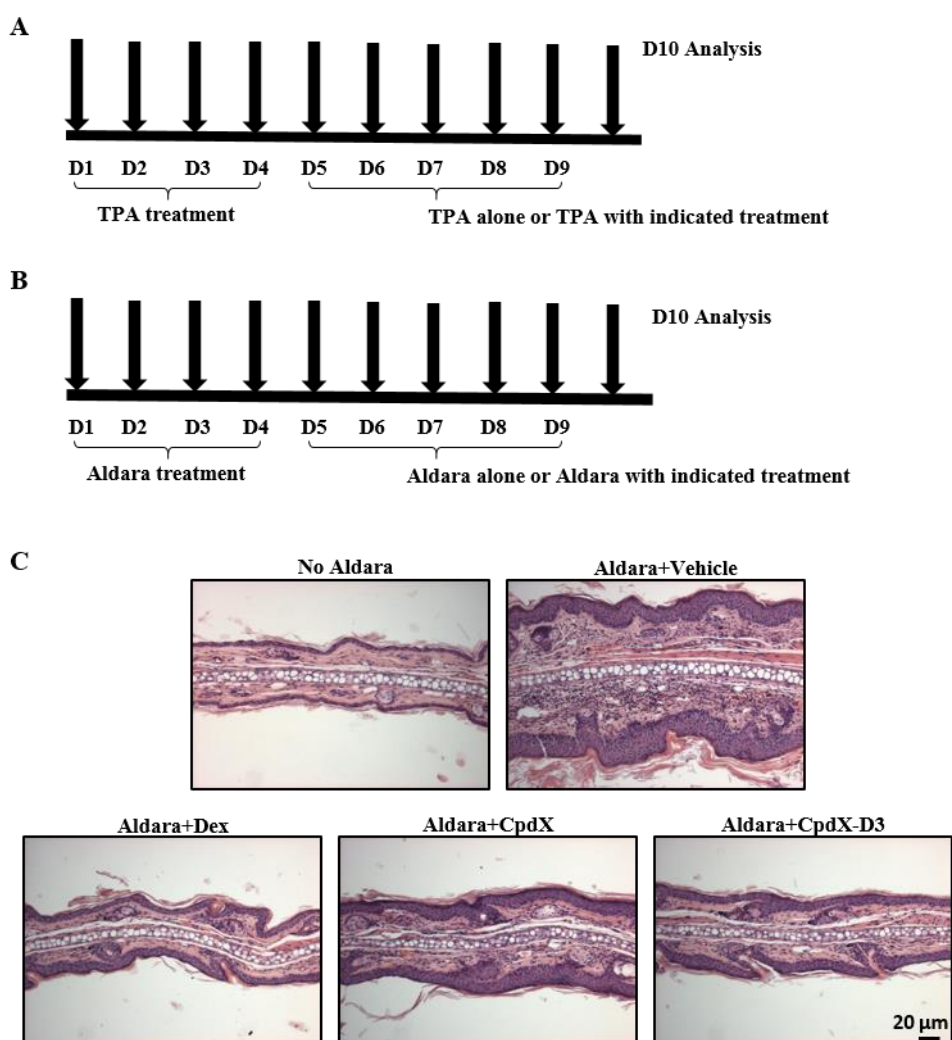 A
D10 Analysis
D1 D2 D3 D4 D5 D6 D7 D8 D9
TPA treatment
TPA alone or TPA with indicated treatment
B
D10 Analysis
D1 D2 D3 D4 D5 D6 D7 D8 D9
Aldara treatment
Aldara alone or Aldara with indicated treatment
C
No Aldara
Aldara+Vehicle
Aldara+Dex
Aldara+CpdX
Aldara+CpdX-D3
20 µm